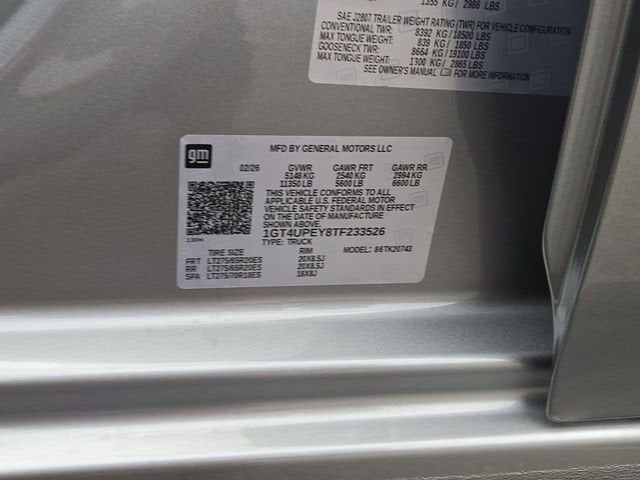 1355 KG / 2986 LBS
SAE J2807 TRAILER WEIGHT RATING (TWR) FOR VEHICLE CONFIGURATION
CONVENTIONAL TWR: 8392 KG / 18500 LBS
MAX TONGUE WEIGHT: 839 KG / 1850 LBS
GOOSENECK TWR: 8664 KG / 19100 LBS
MAX TONGUE WEIGHT: 1300 KG / 2865 LBS
SEE OWNER'S MANUAL FOR MORE INFORMATION
gm
MFD BY GENERAL MOTORS LLC
02/26 GVWR GAWR FRT GAWR RR
5148 KG 2540 KG 2994 KG
11350 LB 5600 LB 6600 LB
THIS VEHICLE CONFORMS TO ALL
APPLICABLE U.S. FEDERAL MOTOR
VEHICLE SAFETY STANDARDS IN EFFECT
ON THE DATE OF MANUFACTURE
1GT4UPEY8TF233526
TYPE: TRUCK MODEL: 86TK20743
TIRE SIZE RIM
FRT LT275/65R20ES 20X8.5J
RR LT275/65R20ES 20X8.5J
SPA LT275/70R18ES 18X8J